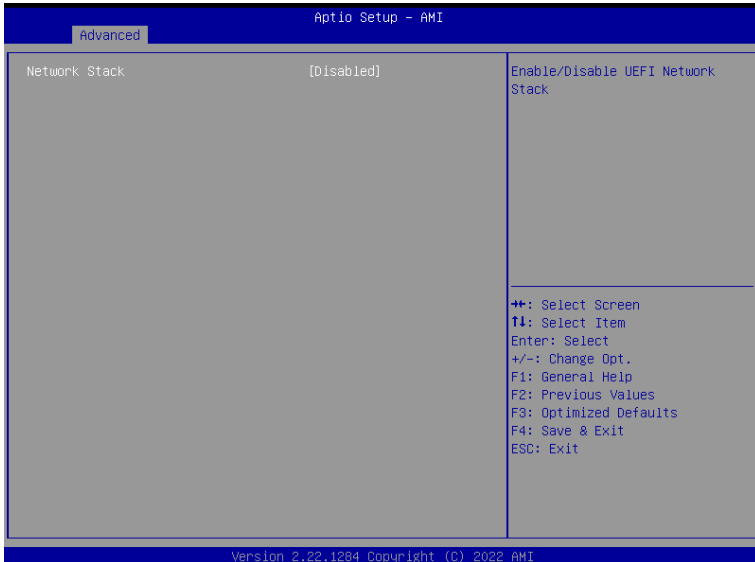 Aptio Setup – AMI
Advanced
Network Stack [Disabled]
Enable/Disable UEFI Network
Stack
→←: Select Screen
↑↓: Select Item
Enter: Select
+/-: Change Opt.
F1: General Help
F2: Previous Values
F3: Optimized Defaults
F4: Save & Exit
ESC: Exit
Version 2.22.1284 Copyright (C) 2022 AMI